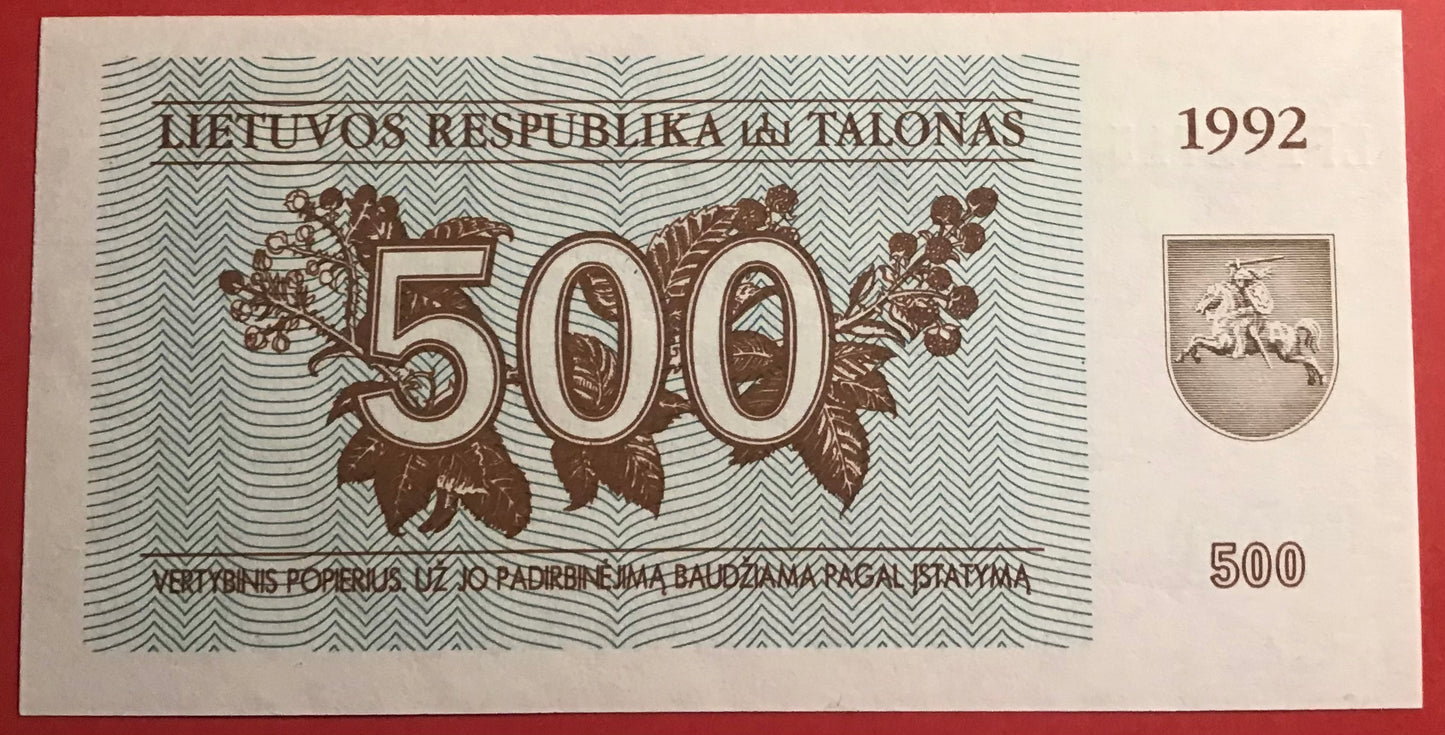 LIETUVOS RESPUBLIKA TALONAS
1992
500
VERTYBINIS POPIERIUS. UŽ JO PADIRBINĖJIMĄ BAUDŽIAMA PAGAL ĮSTATYMĄ
500